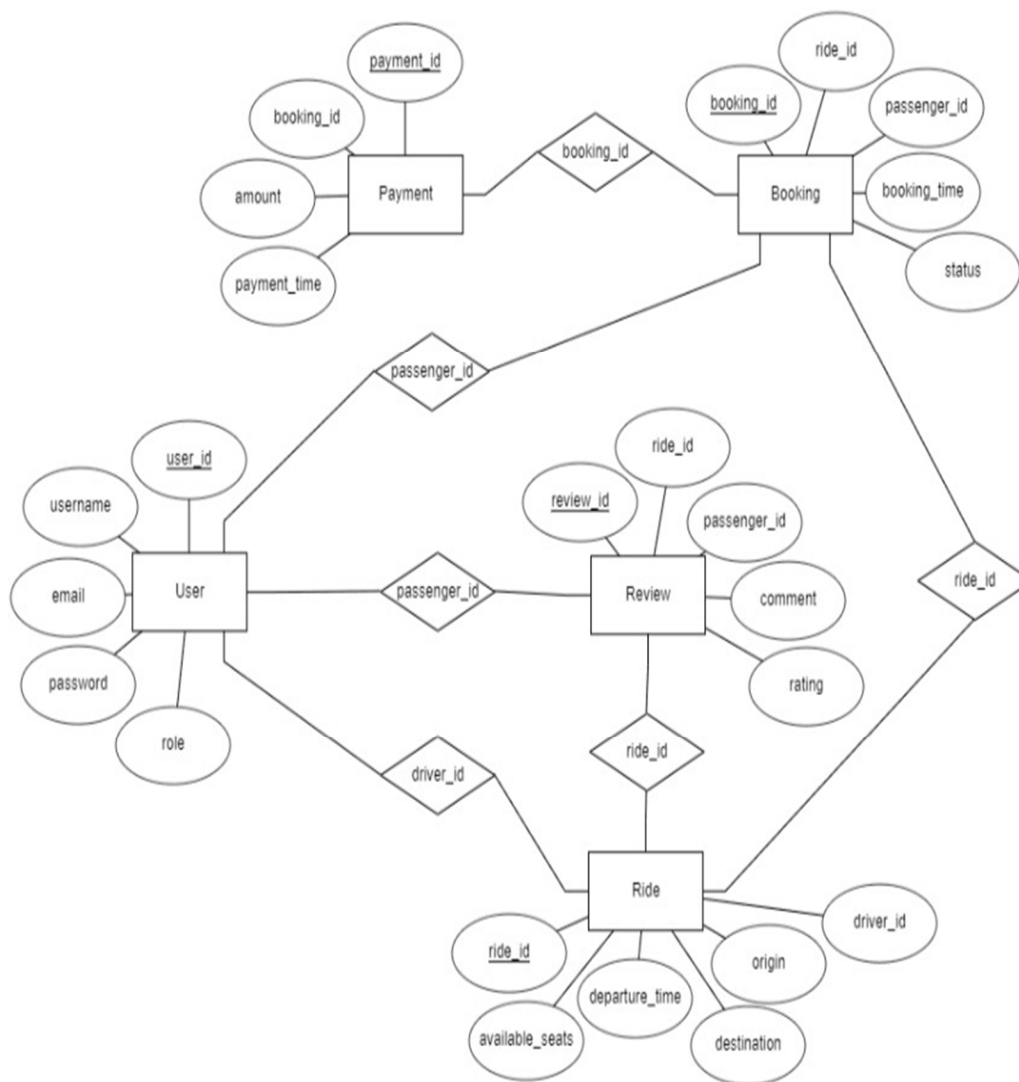 payment_id
booking_id
amount
Payment
payment_time
booking_id
ride_id
booking_id
passenger_id
Booking
booking_time
status
passenger_id
user_id
username
email
User
password
role
passenger_id
ride_id
review_id
passenger_id
Review
comment
rating
ride_id
driver_id
ride_id
Ride
driver_id
ride_id
origin
departure_time
available_seats
destination